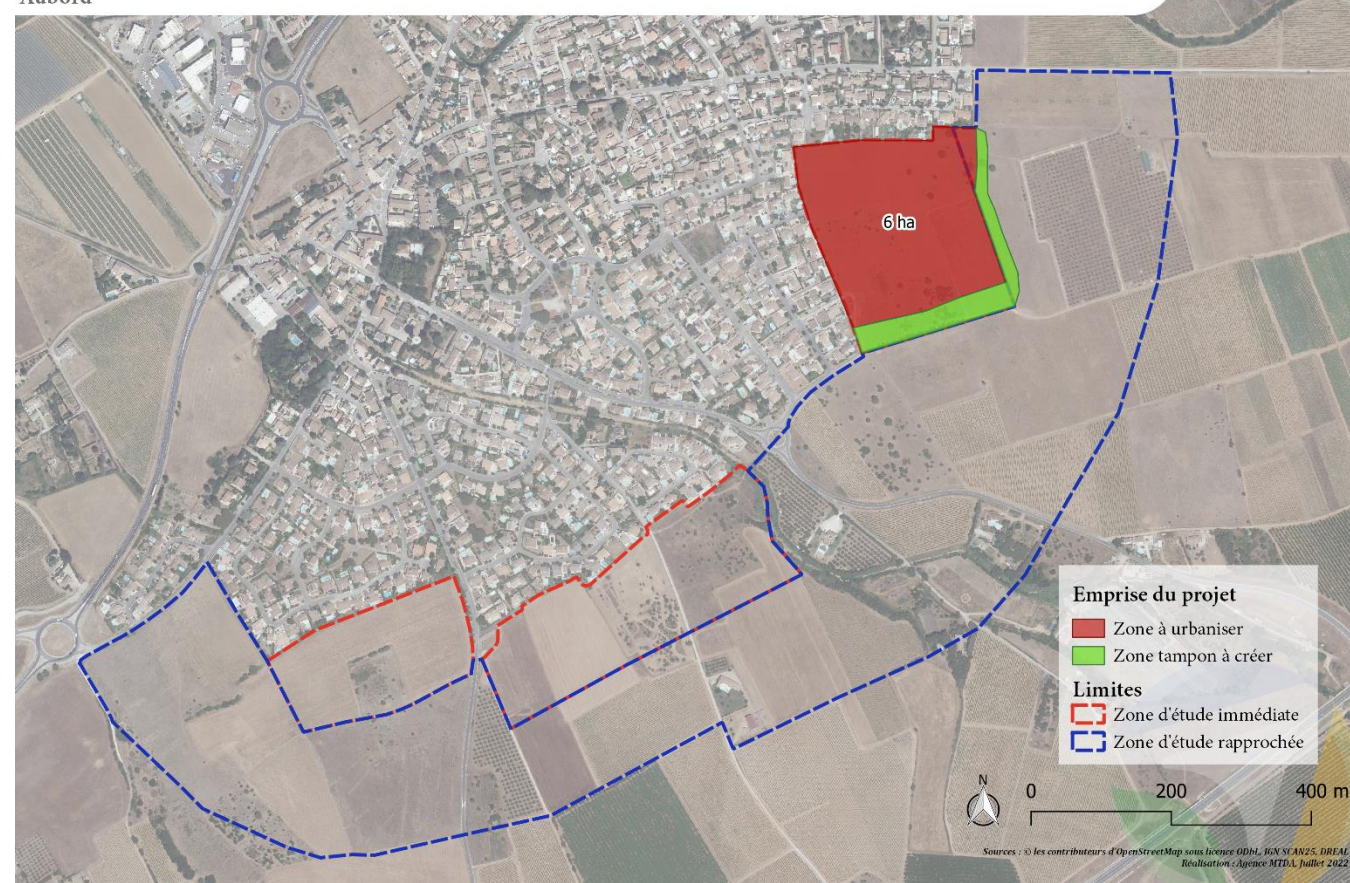 Aubord
6 ha
Emprise du projet
Zone à urbaniser
Zone tampon à créer
Limites
Zone d'étude immédiate
Zone d'étude rapprochée
N
0 200 400 m
Sources : © les contributeurs d'OpenStreetMap sous licence ODbL, IGN SCAN25, DREAL
Réalisation : Agence MTDA, Juillet 2022